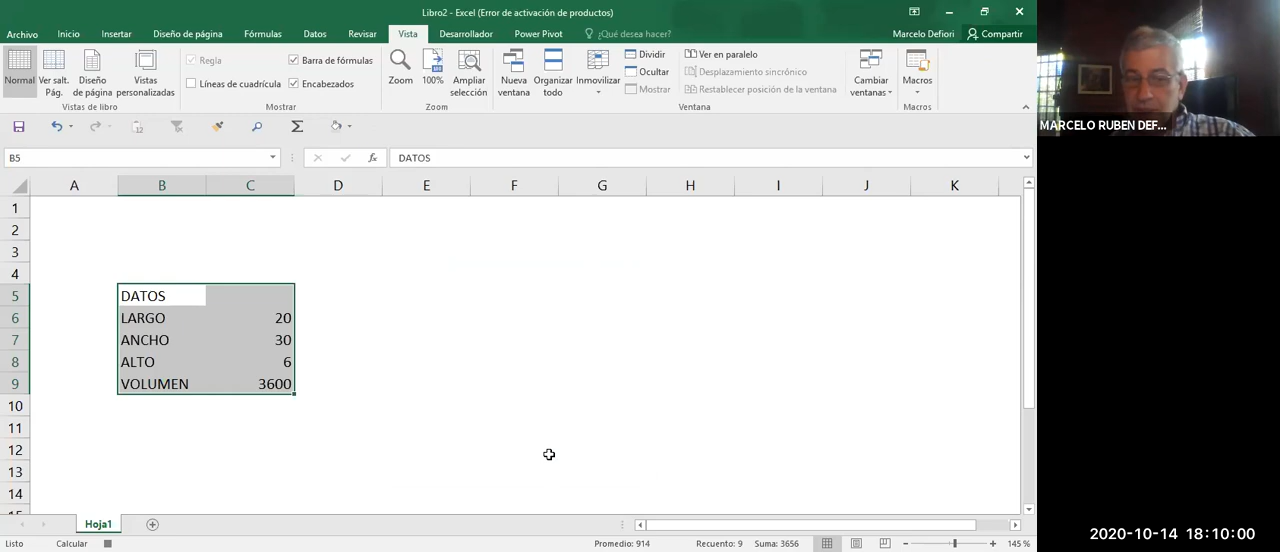 Libro2 - Excel (Error de activación de productos)
Archivo Inicio Insertar Diseño de página Fórmulas Datos Revisar Vista Desarrollador Power Pivot ¿Qué desea hacer? Marcelo Defiori Compartir
Normal Ver salt. Pág. Diseño de página Vistas personalizadas
Vistas de libro
Regla Barra de fórmulas
Líneas de cuadrícula Encabezados
Mostrar
Zoom 100% Ampliar selección
Zoom
Nueva ventana Organizar todo Inmovilizar
Dividir
Ocultar
Mostrar
Ver en paralelo
Desplazamiento sincrónico
Restablecer posición de la ventana
Cambiar ventanas
Ventana
Macros
Macros
B5 fx DATOS
A B C D E F G H I J K
1
2
3
4
5 DATOS
6 LARGO 20
7 ANCHO 30
8 ALTO 6
9 VOLUMEN 3600
10
11
12
13
14
Hoja1
Listo Calcular Promedio: 914 Recuento: 9 Suma: 3656 145 %
MARCELO RUBEN DEF...
2020-10-14 18:10:00